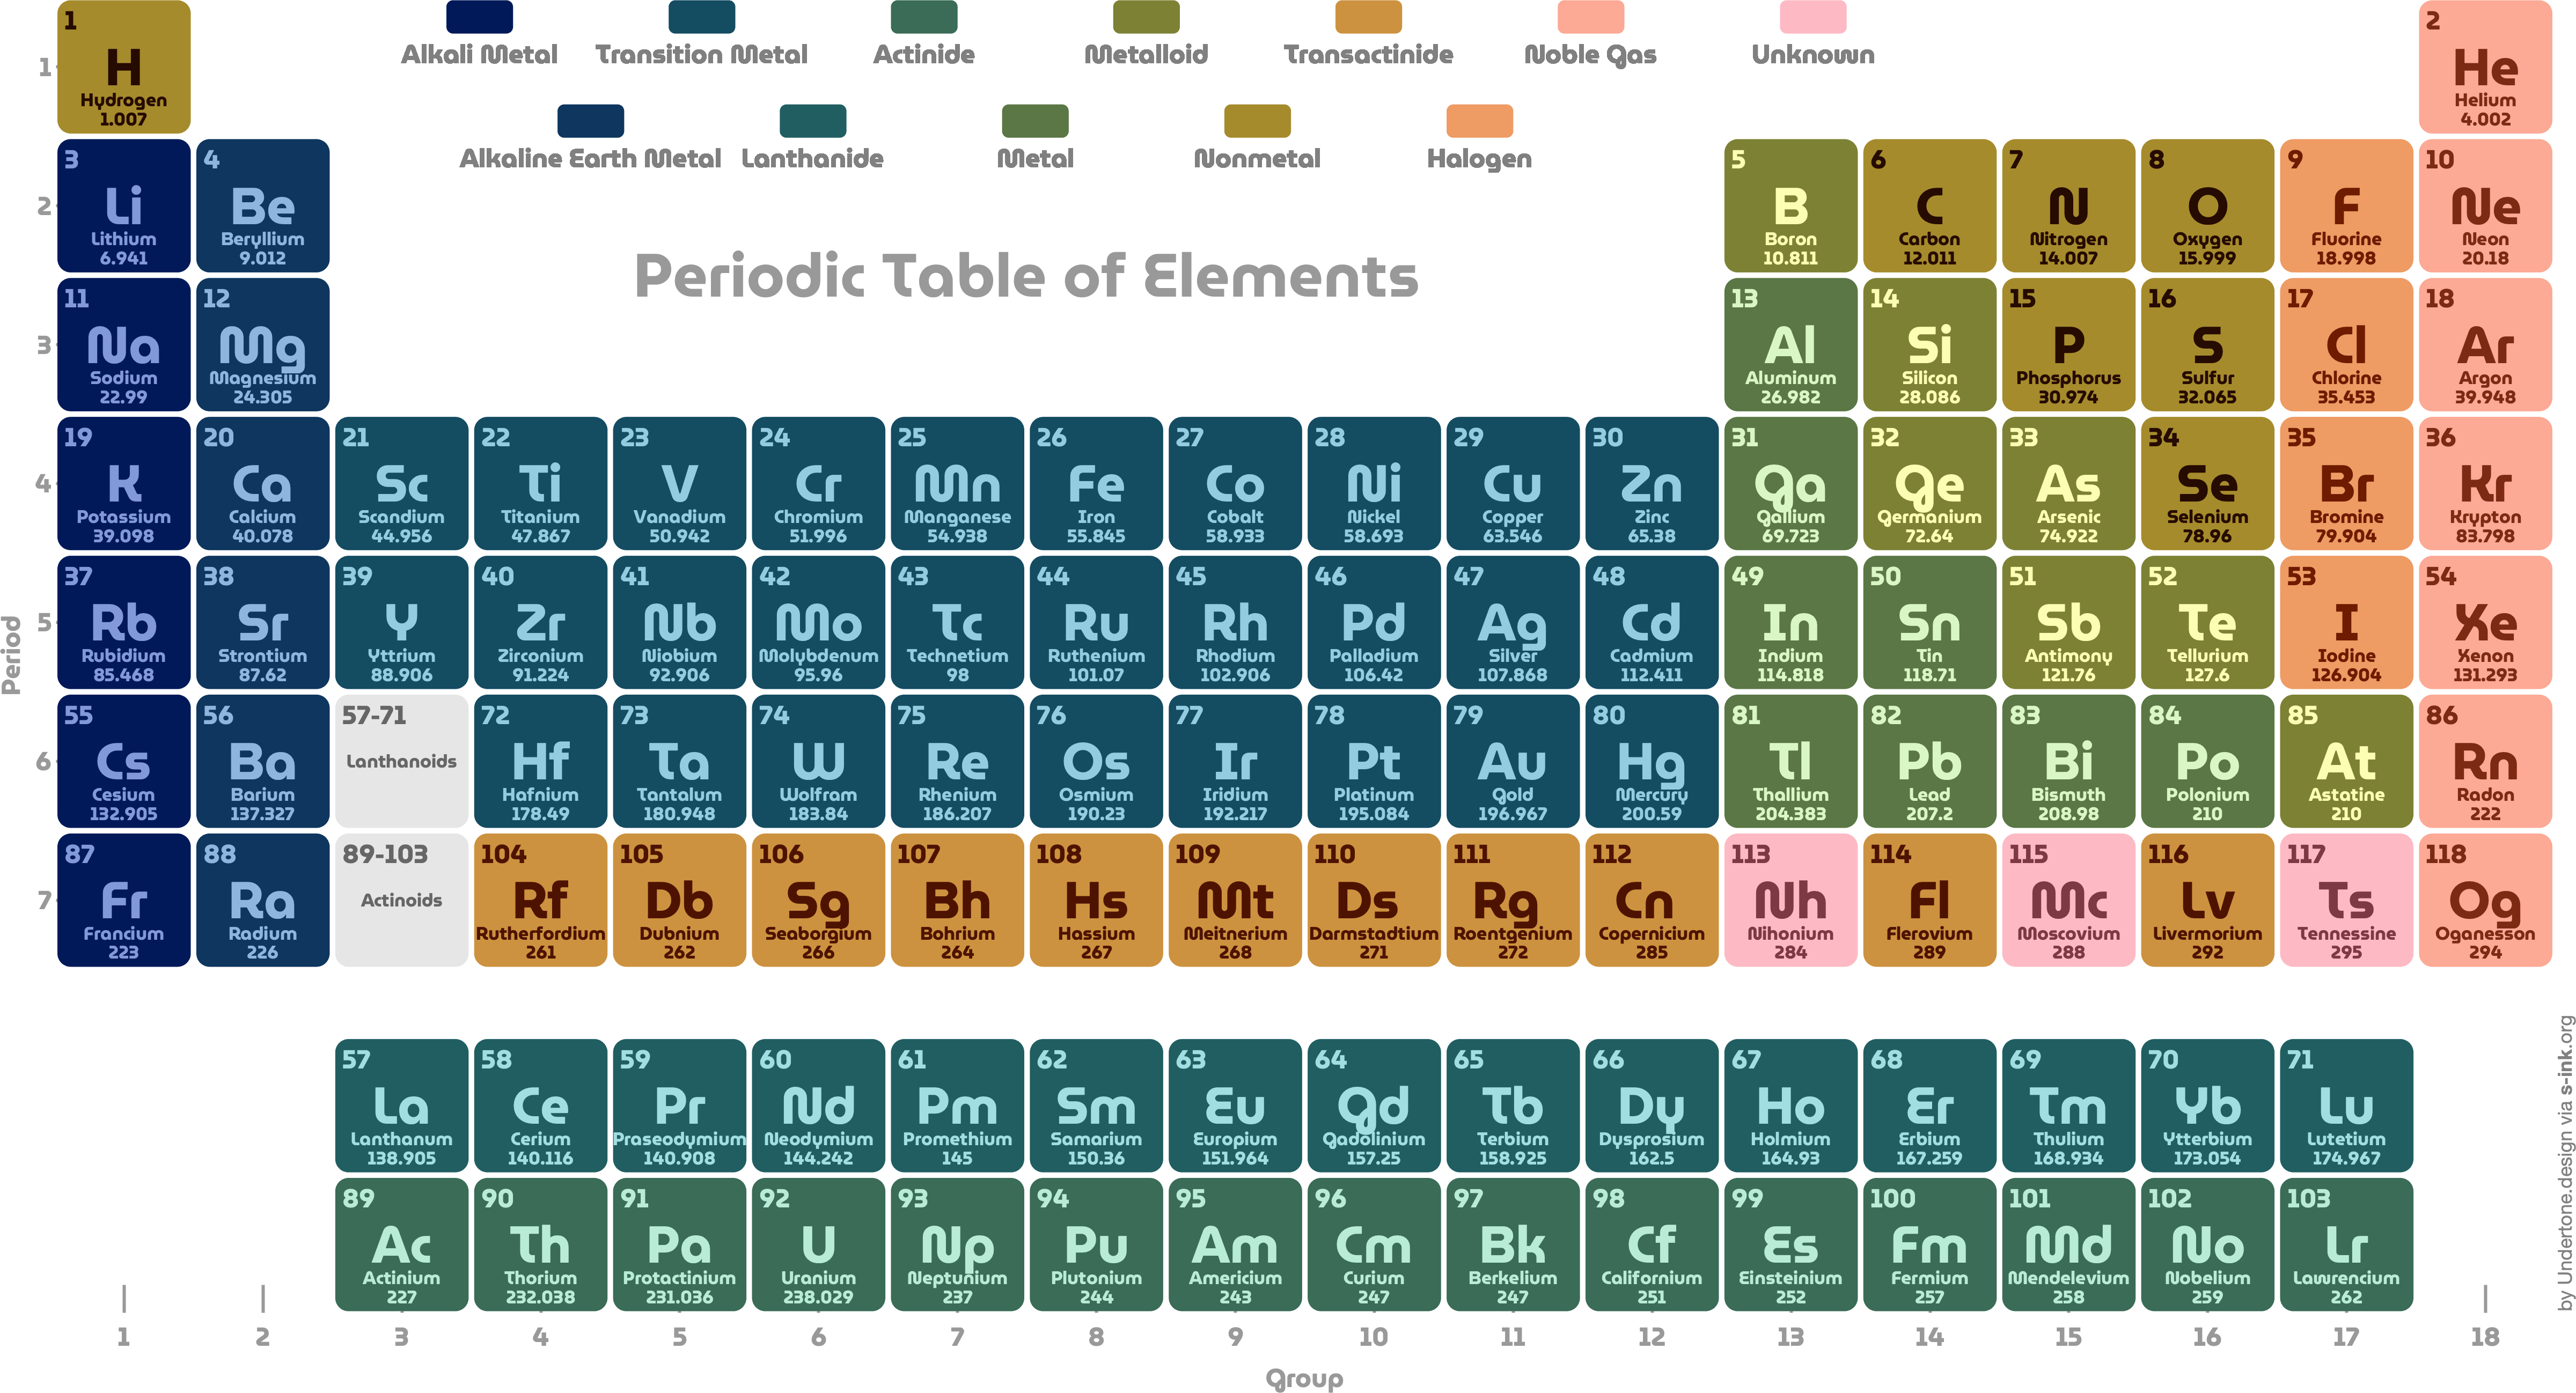 Alkali Metal Transition Metal Actinide Metalloid Transactinide Noble Gas Unknown
Alkaline Earth Metal Lanthanide Metal Nonmetal Halogen
Periodic Table of Elements
Period
1
1 2
H He
Hydrogen Helium
1.007 4.002
2
3 4 5 6 7 8 9 10
Li Be B C N O F Ne
Lithium Beryllium Boron Carbon Nitrogen Oxygen Fluorine Neon
6.941 9.012 10.811 12.011 14.007 15.999 18.998 20.18
3
11 12 13 14 15 16 17 18
Na Mg Al Si P S Cl Ar
Sodium Magnesium Aluminum Silicon Phosphorus Sulfur Chlorine Argon
22.99 24.305 26.982 28.086 30.974 32.065 35.453 39.948
4
19 20 21 22 23 24 25 26 27 28 29 30 31 32 33 34 35 36
K Ca Sc Ti V Cr Mn Fe Co Ni Cu Zn Ga Ge As Se Br Kr
Potassium Calcium Scandium Titanium Vanadium Chromium Manganese Iron Cobalt Nickel Copper Zinc Gallium Germanium Arsenic Selenium Bromine Krypton
39.098 40.078 44.956 47.867 50.942 51.996 54.938 55.845 58.933 58.693 63.546 65.38 69.723 72.64 74.922 78.96 79.904 83.798
5
37 38 39 40 41 42 43 44 45 46 47 48 49 50 51 52 53 54
Rb Sr Y Zr Nb Mo Tc Ru Rh Pd Ag Cd In Sn Sb Te I Xe
Rubidium Strontium Yttrium Zirconium Niobium Molybdenum Technetium Ruthenium Rhodium Palladium Silver Cadmium Indium Tin Antimony Tellurium Iodine Xenon
85.468 87.62 88.906 91.224 92.906 95.96 98 101.07 102.906 106.42 107.868 112.411 114.818 118.71 121.76 127.6 126.904 131.293
6
55 56 57-71 72 73 74 75 76 77 78 79 80 81 82 83 84 85 86
Cs Ba Lanthanoids Hf Ta W Re Os Ir Pt Au Hg Tl Pb Bi Po At Rn
Cesium Barium Hafnium Tantalum Wolfram Rhenium Osmium Iridium Platinum Gold Mercury Thallium Lead Bismuth Polonium Astatine Radon
132.905 137.327 178.49 180.948 183.84 186.207 190.23 192.217 195.084 196.967 200.59 204.383 207.2 208.98 210 210 222
7
87 88 89-103 104 105 106 107 108 109 110 111 112 113 114 115 116 117 118
Fr Ra Actinoids Rf Db Sg Bh Hs Mt Ds Rg Cn Nh Fl Mc Lv Ts Og
Francium Radium Rutherfordium Dubnium Seaborgium Bohrium Hassium Meitnerium Darmstadtium Roentgenium Copernicium Nihonium Flerovium Moscovium Livermorium Tennessine Oganesson
223 226 261 262 266 264 267 268 271 272 285 284 289 288 292 295 294
57 58 59 60 61 62 63 64 65 66 67 68 69 70 71
La Ce Pr Nd Pm Sm Eu Gd Tb Dy Ho Er Tm Yb Lu
Lanthanum Cerium Praseodymium Neodymium Promethium Samarium Europium Gadolinium Terbium Dysprosium Holmium Erbium Thulium Ytterbium Lutetium
138.905 140.116 140.908 144.242 145 150.36 151.964 157.25 158.925 162.5 164.93 167.259 168.934 173.054 174.967
89 90 91 92 93 94 95 96 97 98 99 100 101 102 103
Ac Th Pa U Np Pu Am Cm Bk Cf Es Fm Md No Lr
Actinium Thorium Protactinium Uranium Neptunium Plutonium Americium Curium Berkelium Californium Einsteinium Fermium Mendelevium Nobelium Lawrencium
227 232.038 231.036 238.029 237 244 243 247 247 251 252 257 258 259 262
1 2 3 4 5 6 7 8 9 10 11 12 13 14 15 16 17 18
Group
by Undertone.design via s-ink.org